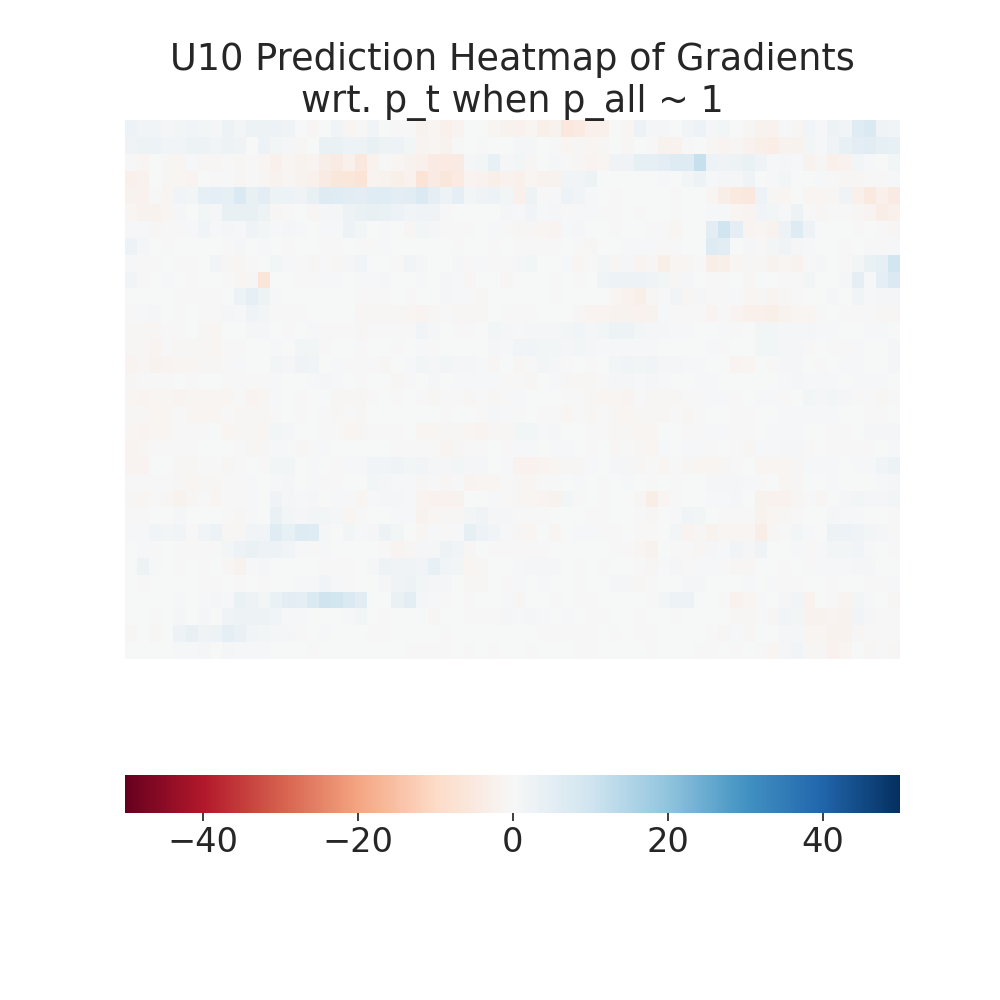 U10 Prediction Heatmap of Gradients
wrt. p_t when p_all ~ 1
−40 −20 0 20 40